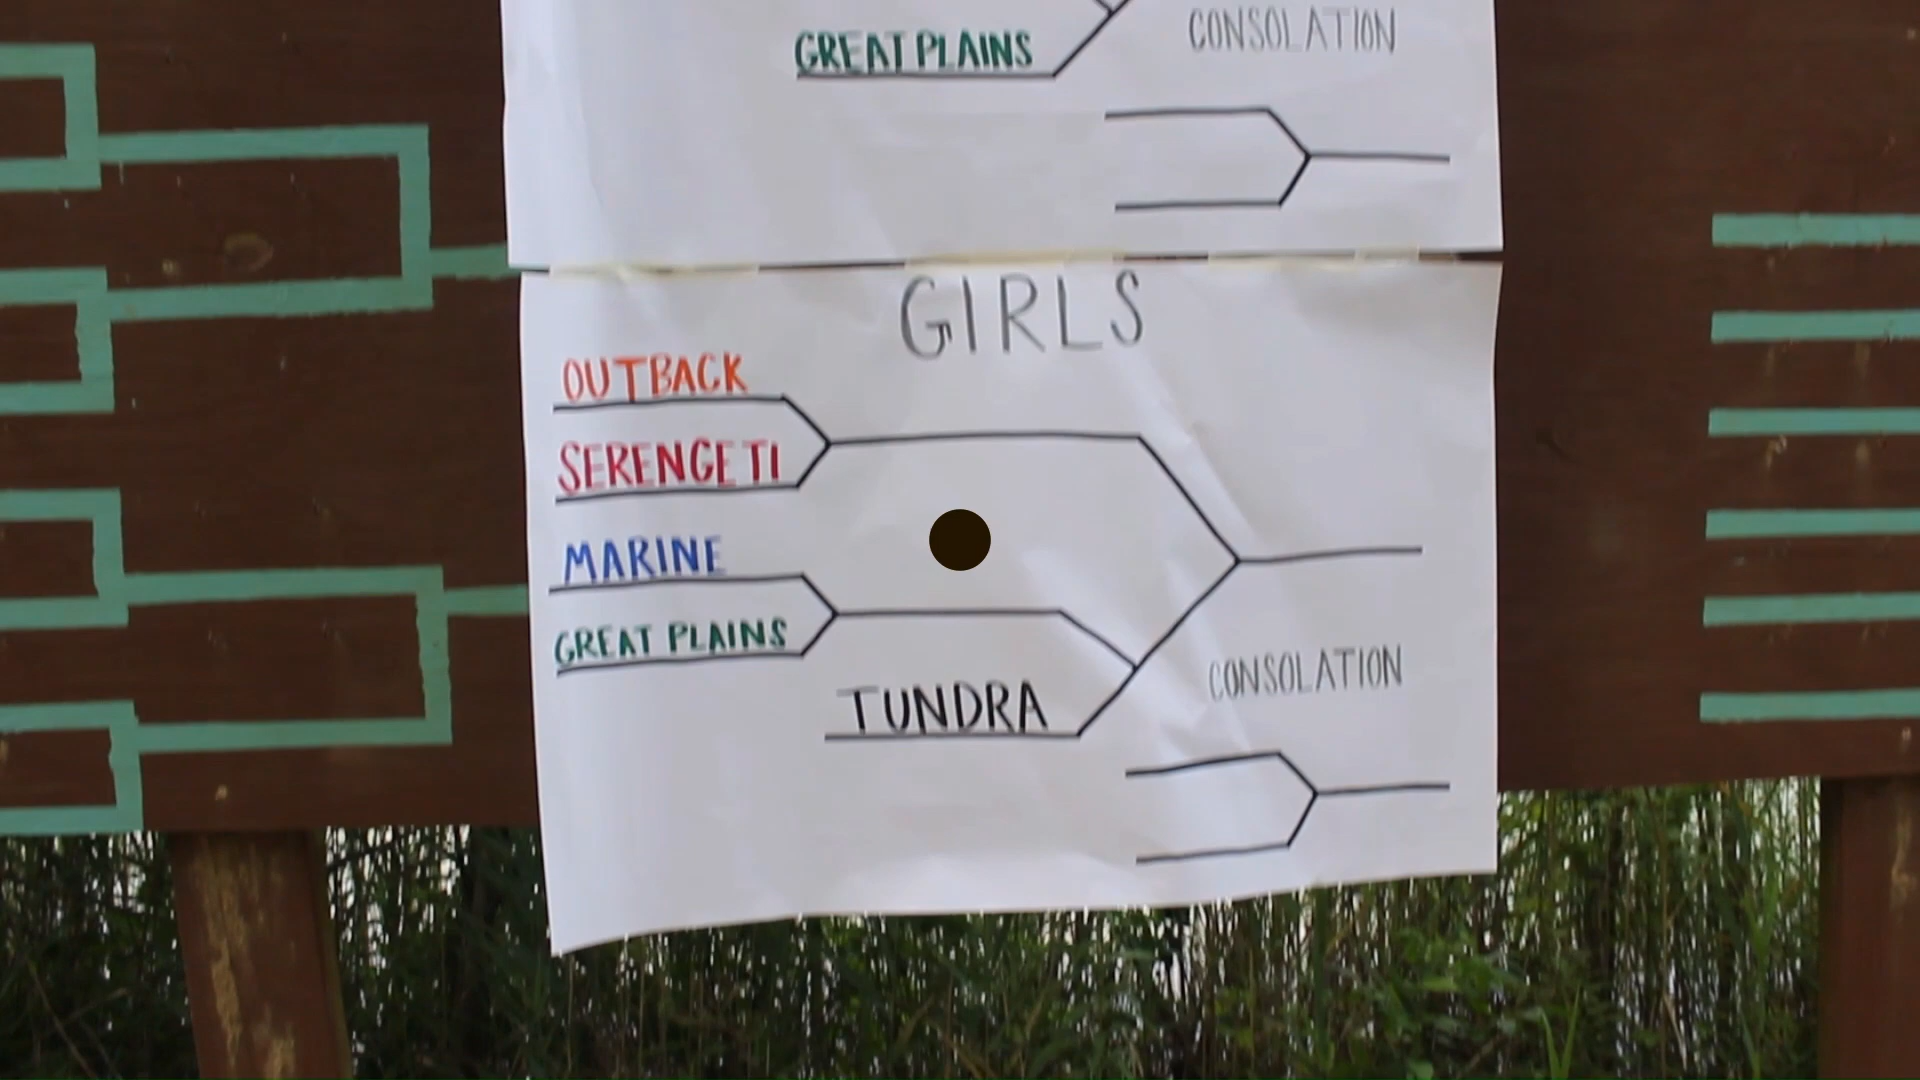 GREAT PLAINS
CONSOLATION
GIRLS
OUTBACK
SERENGETI
MARINE
GREAT PLAINS
TUNDRA
CONSOLATION